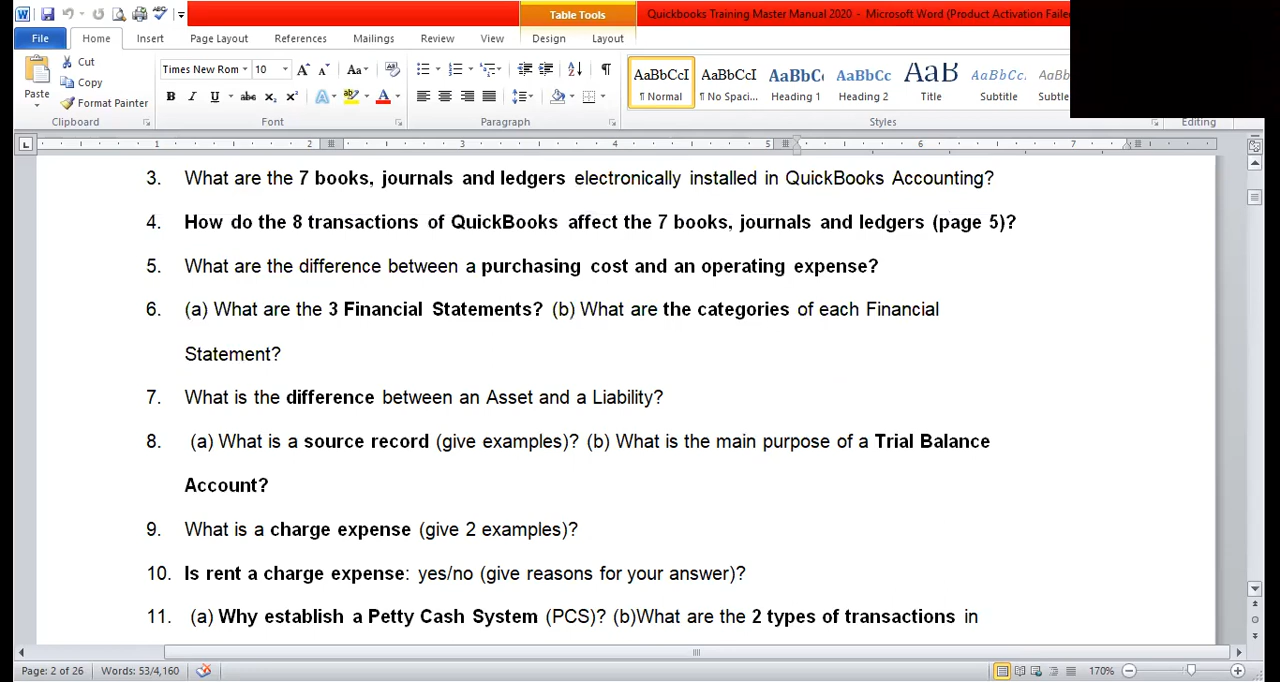 Table Tools
Quickbooks Training Master Manual 2020 - Microsoft Word (Product Activation Faile
File Home Insert Page Layout References Mailings Review View Design Layout
Cut
Copy
Format Painter
Paste
Clipboard
Times New Rom 10
Font
Paragraph
AaBbCcI AaBbCcI AaBbCc AaBbCc AaB AaBbCcI AaBb
¶ Normal ¶ No Spaci... Heading 1 Heading 2 Title Subtitle Subtle
Styles
Editing
1 2 3 4 5 6 7
3. What are the 7 books, journals and ledgers electronically installed in QuickBooks Accounting?
4. How do the 8 transactions of QuickBooks affect the 7 books, journals and ledgers (page 5)?
5. What are the difference between a purchasing cost and an operating expense?
6. (a) What are the 3 Financial Statements? (b) What are the categories of each Financial
Statement?
7. What is the difference between an Asset and a Liability?
8. (a) What is a source record (give examples)? (b) What is the main purpose of a Trial Balance
Account?
9. What is a charge expense (give 2 examples)?
10. Is rent a charge expense: yes/no (give reasons for your answer)?
11. (a) Why establish a Petty Cash System (PCS)? (b)What are the 2 types of transactions in
Page: 2 of 26 Words: 53/4,160 170%